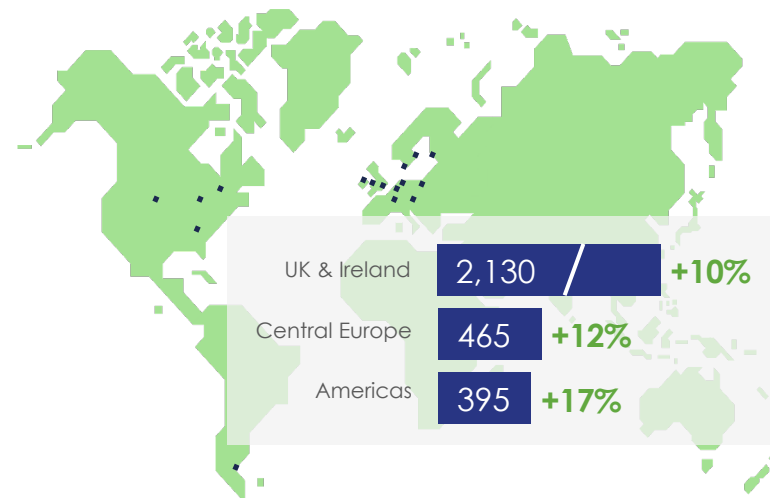 UK & Ireland 2,130 +10%
Central Europe 465 +12%
Americas 395 +17%